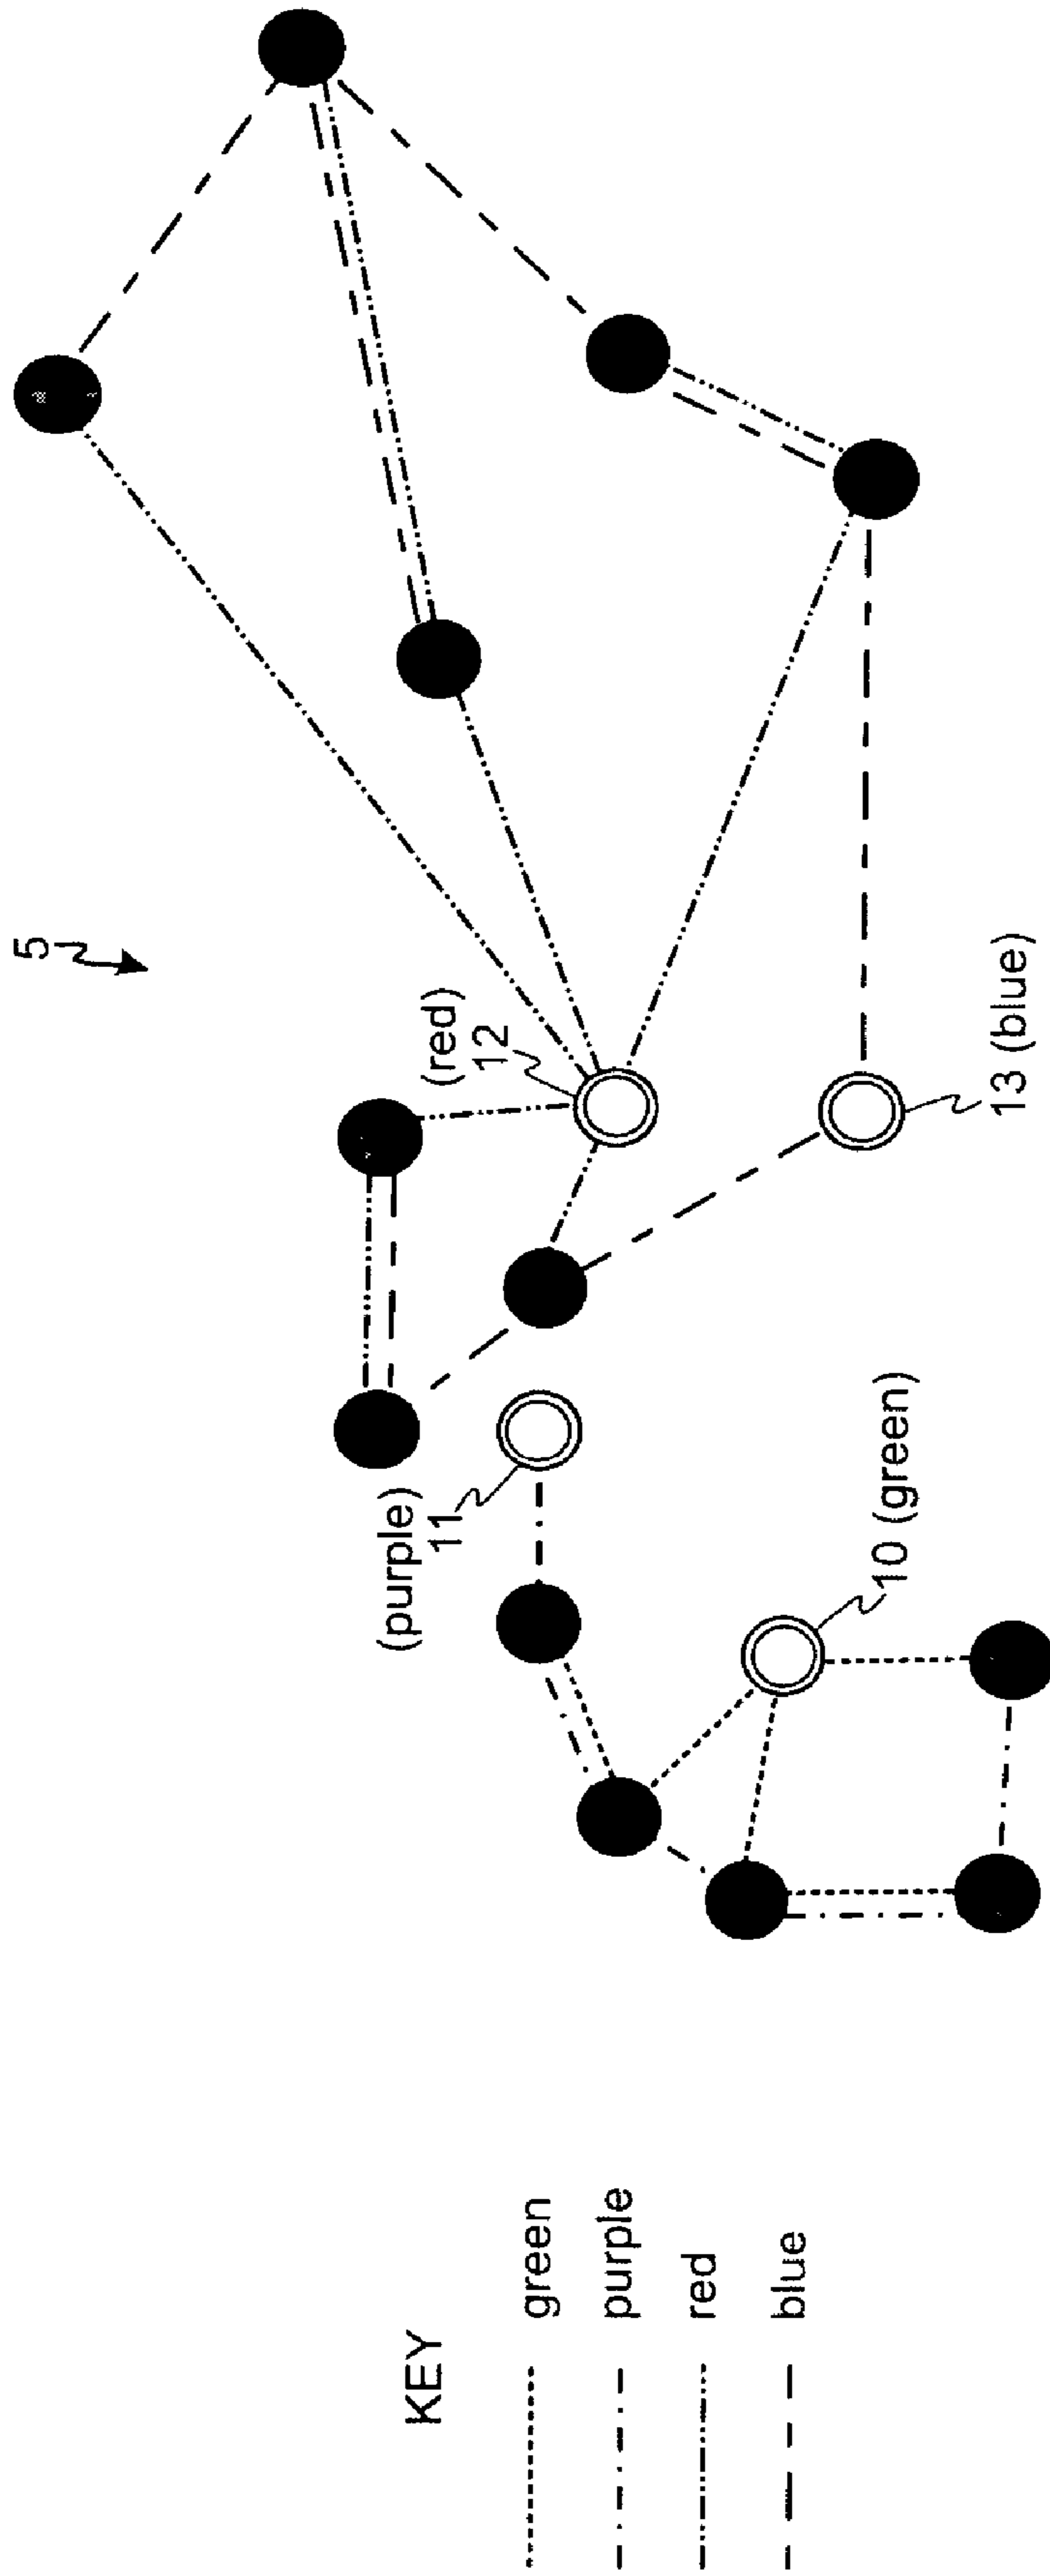 5
(red)
12
13 (blue)
(purple)
11
10 (green)
KEY
green
purple
red
blue